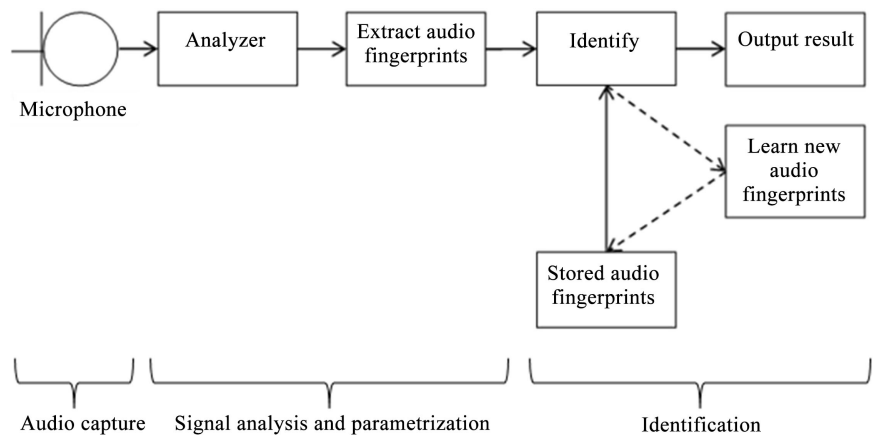 Analyzer
Extract audio
fingerprints
Identify
Output result
Microphone
Learn new
audio
fingerprints
Stored audio
fingerprints
Audio capture
Signal analysis and parametrization
Identification